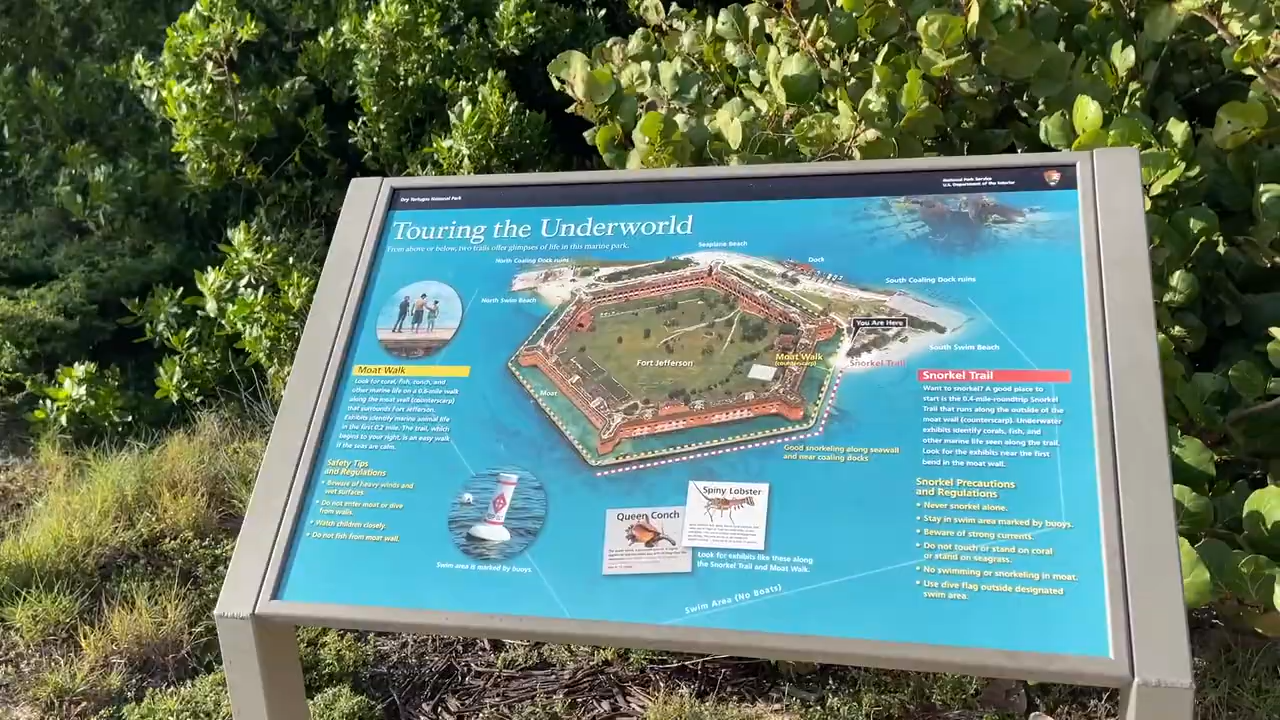 Dry Tortugas National Park
National Park Service
U.S. Department of the Interior
Touring the Underworld
From above or below, two trails offer glimpses of life in this marine park.
Seaplane Beach
North Coaling Dock ruins
Dock
South Coaling Dock ruins
North Swim Beach
You Are Here
South Swim Beach
Fort Jefferson
Moat Walk
(counterscarp)
Snorkel Trail
Moat
Good snorkeling along seawall
and near coaling docks
Moat Walk
Look for coral, fish, conch, and
other marine life on a 0.6-mile walk
along the moat wall (counterscarp)
that surrounds Fort Jefferson.
Exhibits identify marine animal life
in the first 0.2 mile. The trail, which
begins to your right, is an easy walk
if the seas are calm.
Safety Tips
and Regulations
• Beware of heavy winds and
wet surfaces.
• Do not enter moat or dive
from walls.
• Watch children closely.
• Do not fish from moat wall.
Swim area is marked by buoys
Queen Conch
Spiny Lobster
Look for exhibits like these along
the Snorkel Trail and Moat Walk.
Swim Area (No Boats)
Snorkel Trail
Want to snorkel? A good place to
start is the 0.4-mile-roundtrip Snorkel
Trail that runs along the outside of the
moat wall (counterscarp). Underwater
exhibits identify corals, fish, and
other marine life seen along the trail.
Look for the exhibits near the first
bend in the moat wall.
Snorkel Precautions
and Regulations
• Never snorkel alone.
• Stay in swim area marked by buoys.
• Beware of strong currents.
• Do not touch or stand on coral
or stand on seagrass.
• No swimming or snorkeling in moat.
• Use dive flag outside designated
swim area.